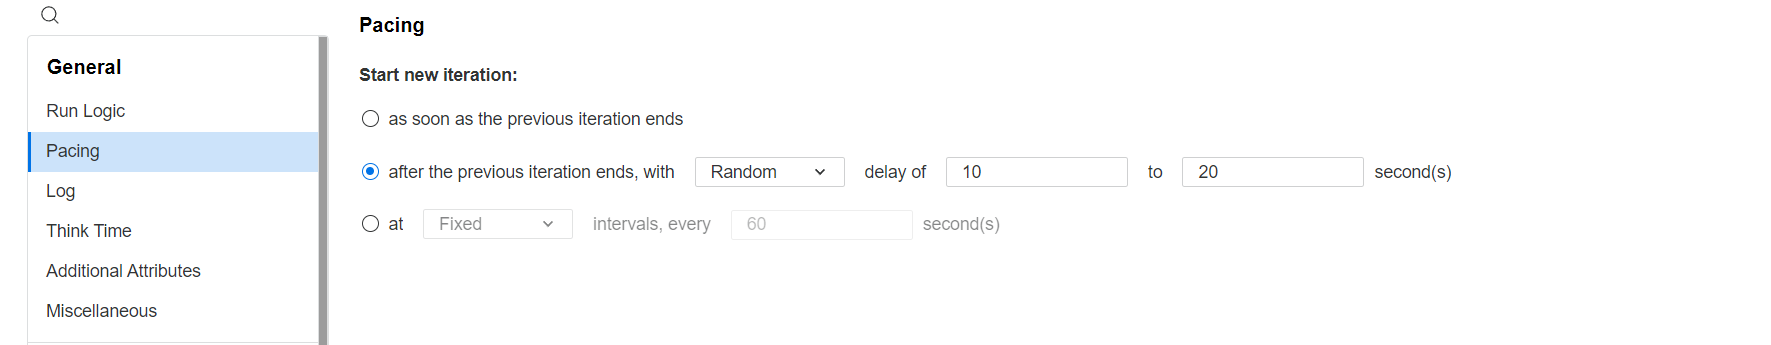 General
Run Logic
Pacing
Log
Think Time
Additional Attributes
Miscellaneous
Pacing
Start new iteration:
as soon as the previous iteration ends
after the previous iteration ends, with Random delay of 10 to 20 second(s)
at Fixed intervals, every 60 second(s)